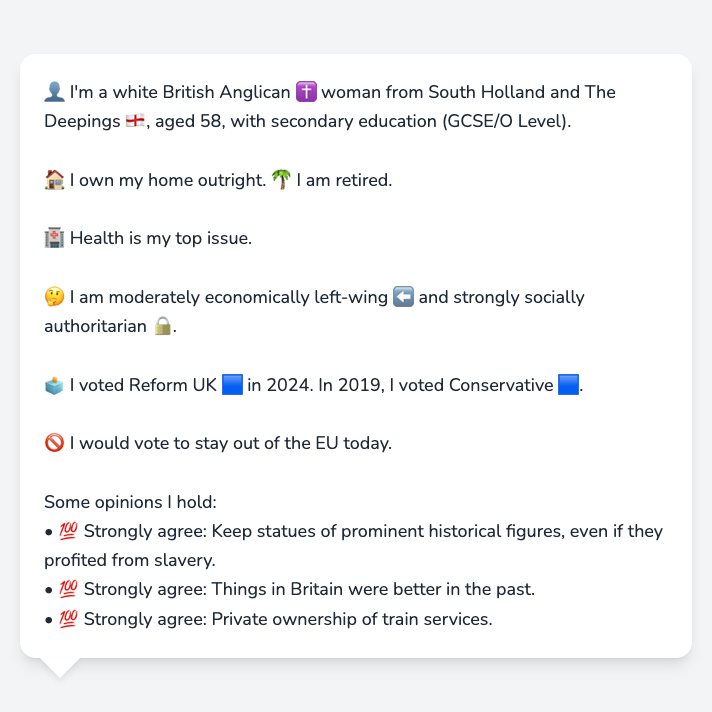 👤 I'm a white British Anglican ✝️ woman from South Holland and The
Deepings 🏴󠁧󠁢󠁥󠁮󠁧󠁿, aged 58, with secondary education (GCSE/O Level).
🏠 I own my home outright. 🌴 I am retired.
🏥 Health is my top issue.
🤔 I am moderately economically left-wing ⬅️ and strongly socially
authoritarian 🔒.
🗳️ I voted Reform UK 🟦 in 2024. In 2019, I voted Conservative 🟦.
🚫 I would vote to stay out of the EU today.
Some opinions I hold:
• 💯 Strongly agree: Keep statues of prominent historical figures, even if they
profited from slavery.
• 💯 Strongly agree: Things in Britain were better in the past.
• 💯 Strongly agree: Private ownership of train services.